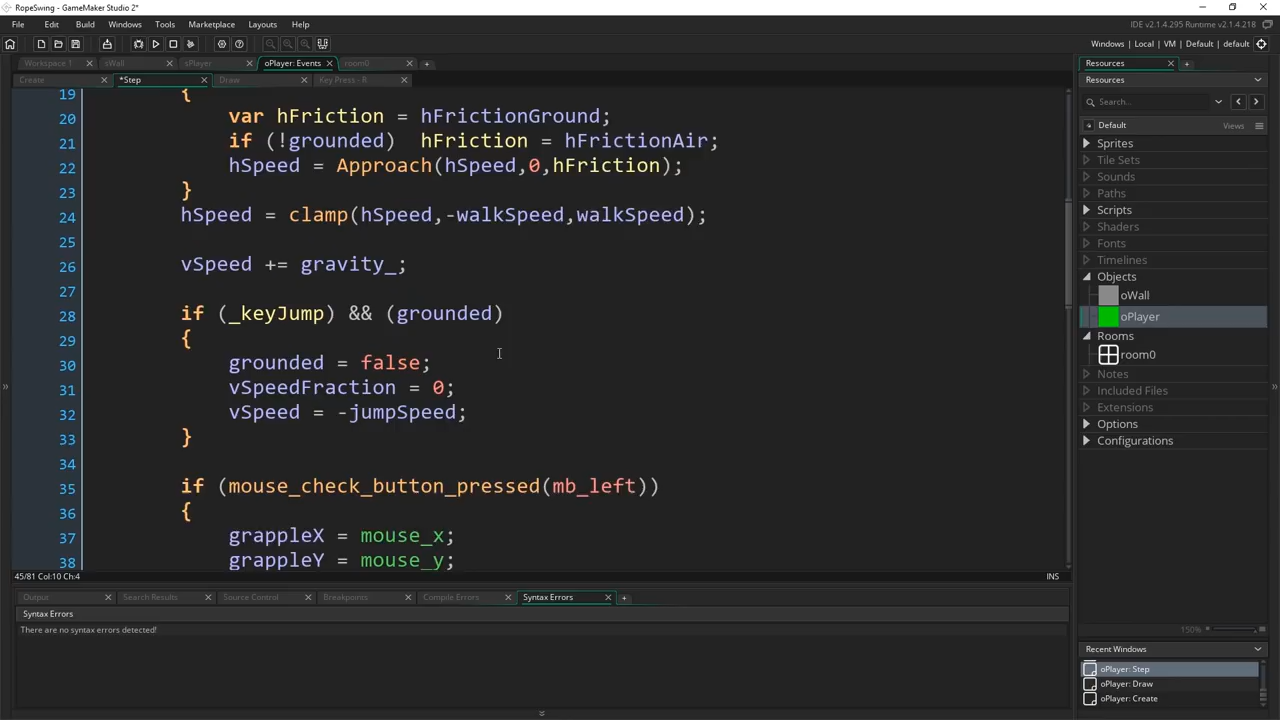 RopeSwing - GameMaker Studio 2*
File Edit Build Windows Tools Marketplace Layouts Help
IDE v2.1.4.295 Runtime v2.1.4.218
Windows | Local | VM | Default | default
Workspace 1 sWall sPlayer oPlayer: Events room0
Create *Step Draw Key Press - R
19 {
20 var hFriction = hFrictionGround;
21 if (!grounded) hFriction = hFrictionAir;
22 hSpeed = Approach(hSpeed,0,hFriction);
23 }
24 hSpeed = clamp(hSpeed,-walkSpeed,walkSpeed);
25
26 vSpeed += gravity_;
27
28 if (_keyJump) && (grounded)
29 {
30 grounded = false;
31 vSpeedFraction = 0;
32 vSpeed = -jumpSpeed;
33 }
34
35 if (mouse_check_button_pressed(mb_left))
36 {
37 grappleX = mouse_x;
38 grappleY = mouse_y;
45/81 Col:10 Ch:4
INS
Output Search Results Source Control Breakpoints Compile Errors Syntax Errors
Syntax Errors
There are no syntax errors detected!
Resources
Resources
Search...
Default
Views
Sprites
Tile Sets
Sounds
Paths
Scripts
Shaders
Fonts
Timelines
Objects
oWall
oPlayer
Rooms
room0
Notes
Included Files
Extensions
Options
Configurations
150%
Recent Windows
oPlayer: Step
oPlayer: Draw
oPlayer: Create